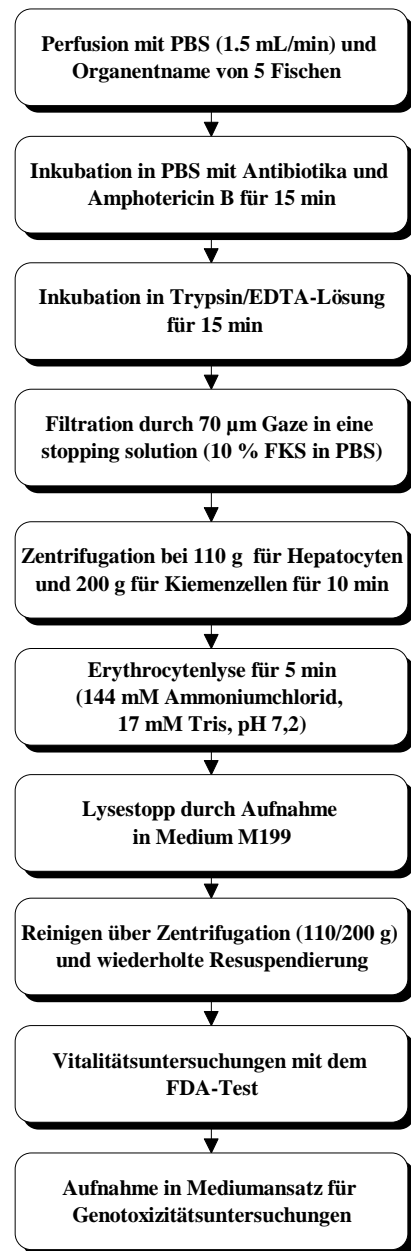 Perfusion mit PBS (1.5 mL/min) und
Organentname von 5 Fischen
Inkubation in PBS mit Antibiotika und
Amphotericin B für 15 min
Inkubation in Trypsin/EDTA-Lösung
für 15 min
Filtration durch 70 µm Gaze in eine
stopping solution (10 % FKS in PBS)
Zentrifugation bei 110 g für Hepatocyten
und 200 g für Kiemenzellen für 10 min
Erythrocytenlyse für 5 min
(144 mM Ammoniumchlorid,
17 mM Tris, pH 7,2)
Lysestopp durch Aufnahme
in Medium M199
Reinigen über Zentrifugation (110/200 g)
und wiederholte Resuspendierung
Vitalitätsuntersuchungen mit dem
FDA-Test
Aufnahme in Mediumansatz für
Genotoxizitätsuntersuchungen